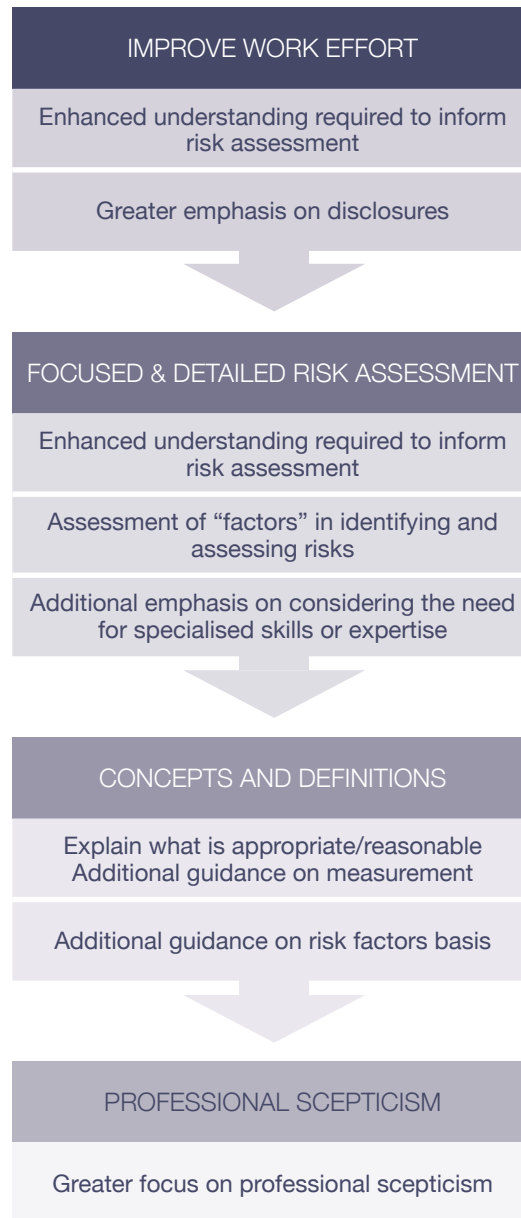 IMPROVE WORK EFFORT
Enhanced understanding required to inform
risk assessment
Greater emphasis on disclosures
FOCUSED & DETAILED RISK ASSESSMENT
Enhanced understanding required to inform
risk assessment
Assessment of “factors” in identifying and
assessing risks
Additional emphasis on considering the need
for specialised skills or expertise
CONCEPTS AND DEFINITIONS
Explain what is appropriate/reasonable
Additional guidance on measurement
Additional guidance on risk factors basis
PROFESSIONAL SCEPTICISM
Greater focus on professional scepticism